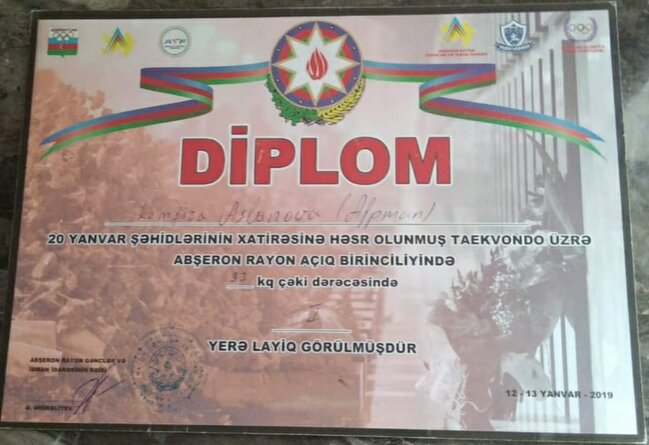 ATF
DİPLOM
Aslanova (Alpman)
20 YANVAR ŞƏHİDLƏRİNİN XATİRƏSİNƏ HƏSR OLUNMUŞ TAEKVONDO ÜZRƏ
ABŞERON RAYON AÇIQ BİRİNCİLİYİNDƏ
33 kq çəki dərəcəsində
II
YERƏ LAYİQ GÖRÜLMÜŞDÜR
ABŞERON RAYON GƏNCLƏR VƏ
İDMAN İDARƏSİNİN RƏİSİ
12 - 13 YANVAR - 2019